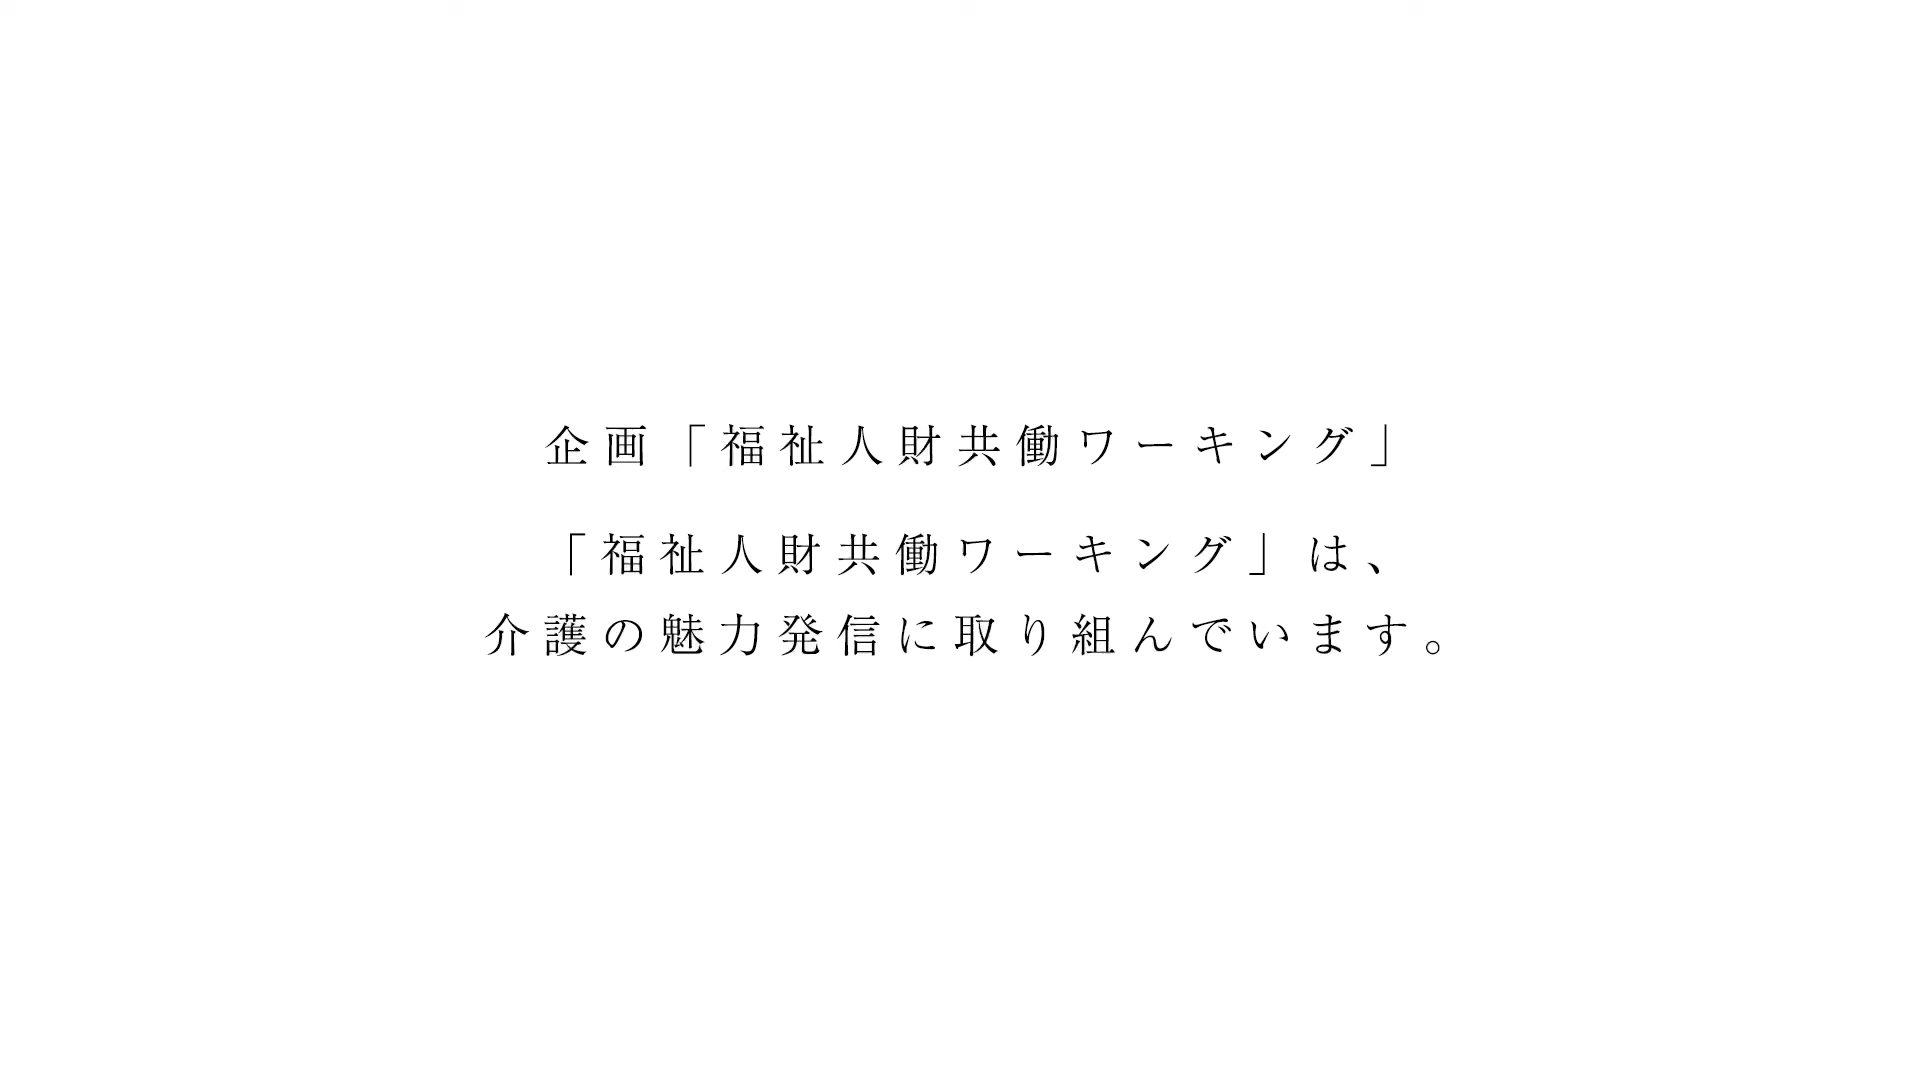 企画「福祉人財共働ワーキング」
「福祉人財共働ワーキング」は、
介護の魅力発信に取り組んでいます。